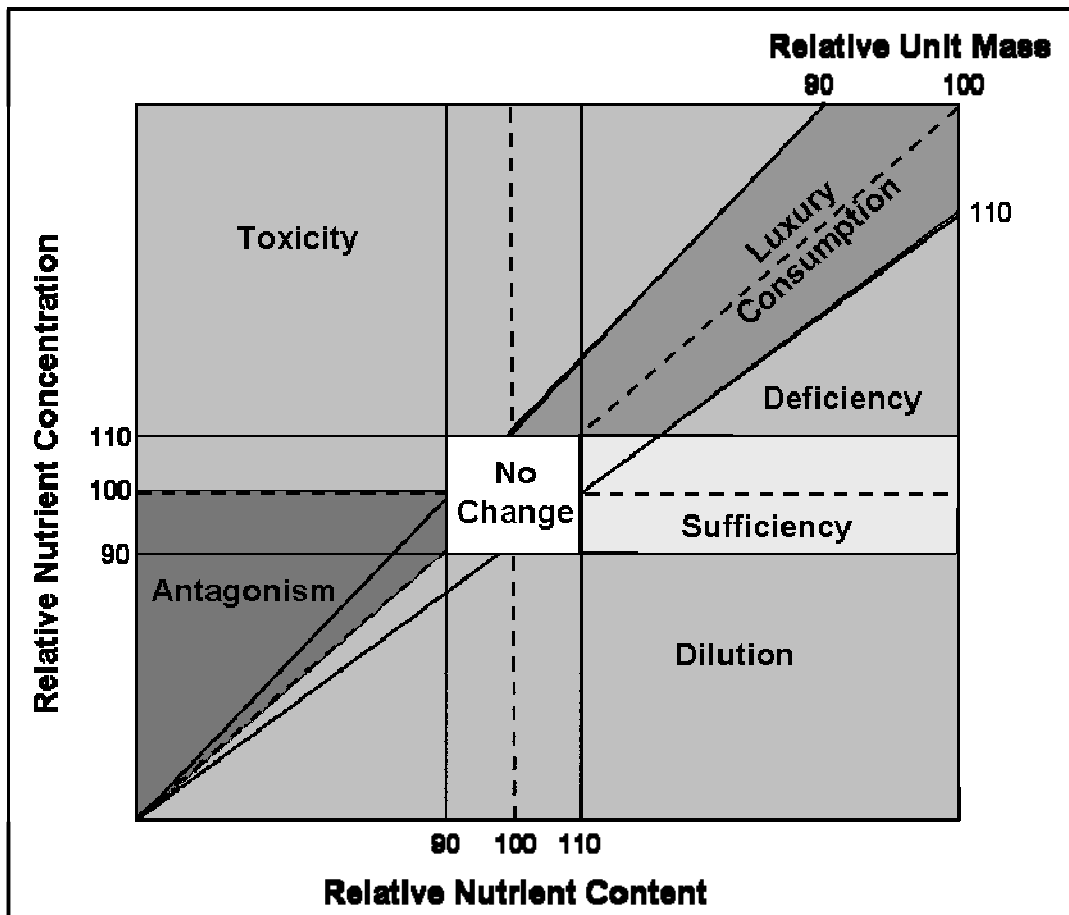 Relative Unit Mass
90
100
Luxury
Consumption
110
Toxicity
Deficiency
Relative Nutrient Concentration
110
No
Change
100
Sufficiency
90
Antagonism
Dilution
90
100
110
Relative Nutrient Content